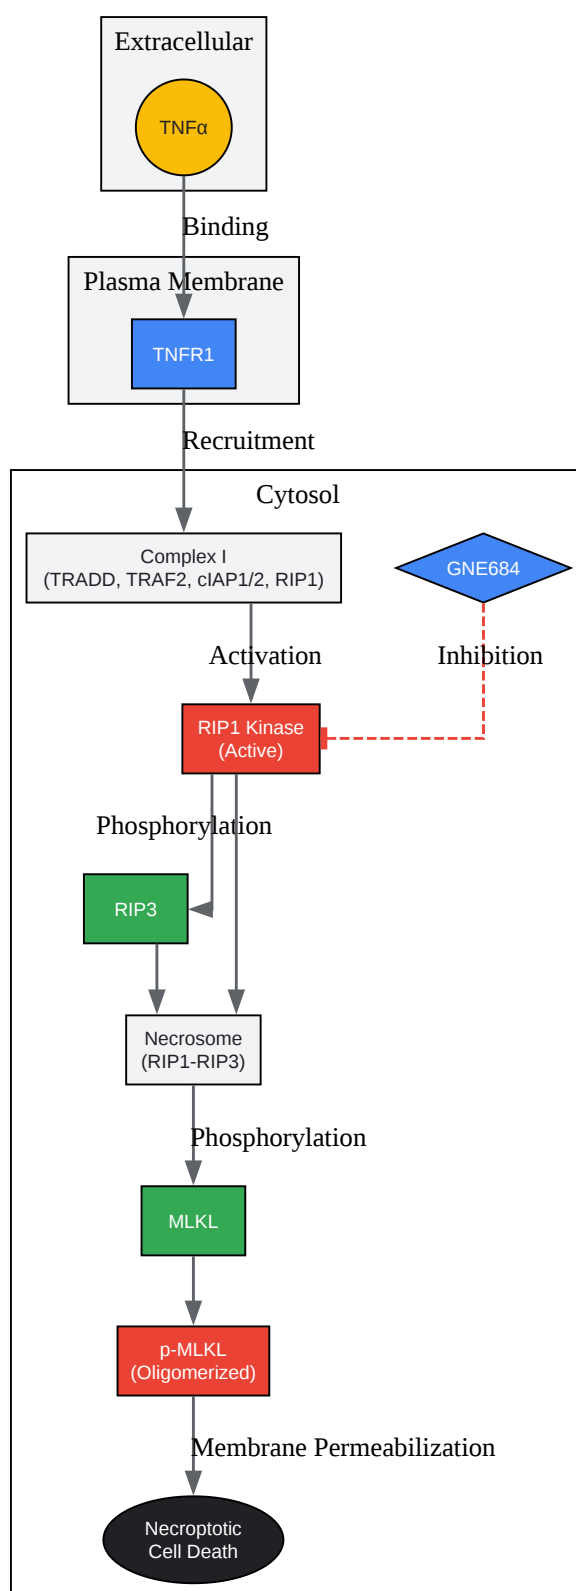 Extracellular
TNFα
Binding
Plasma Membrane
TNFR1
Recruitment
Cytosol
Complex I
(TRADD, TRAF2, cIAP1/2, RIP1)
GNE684
Activation
Inhibition
RIP1 Kinase
(Active)
Phosphorylation
RIP3
Necrosome
(RIP1-RIP3)
Phosphorylation
MLKL
p-MLKL
(Oligomerized)
Membrane Permeabilization
Necroptotic
Cell Death